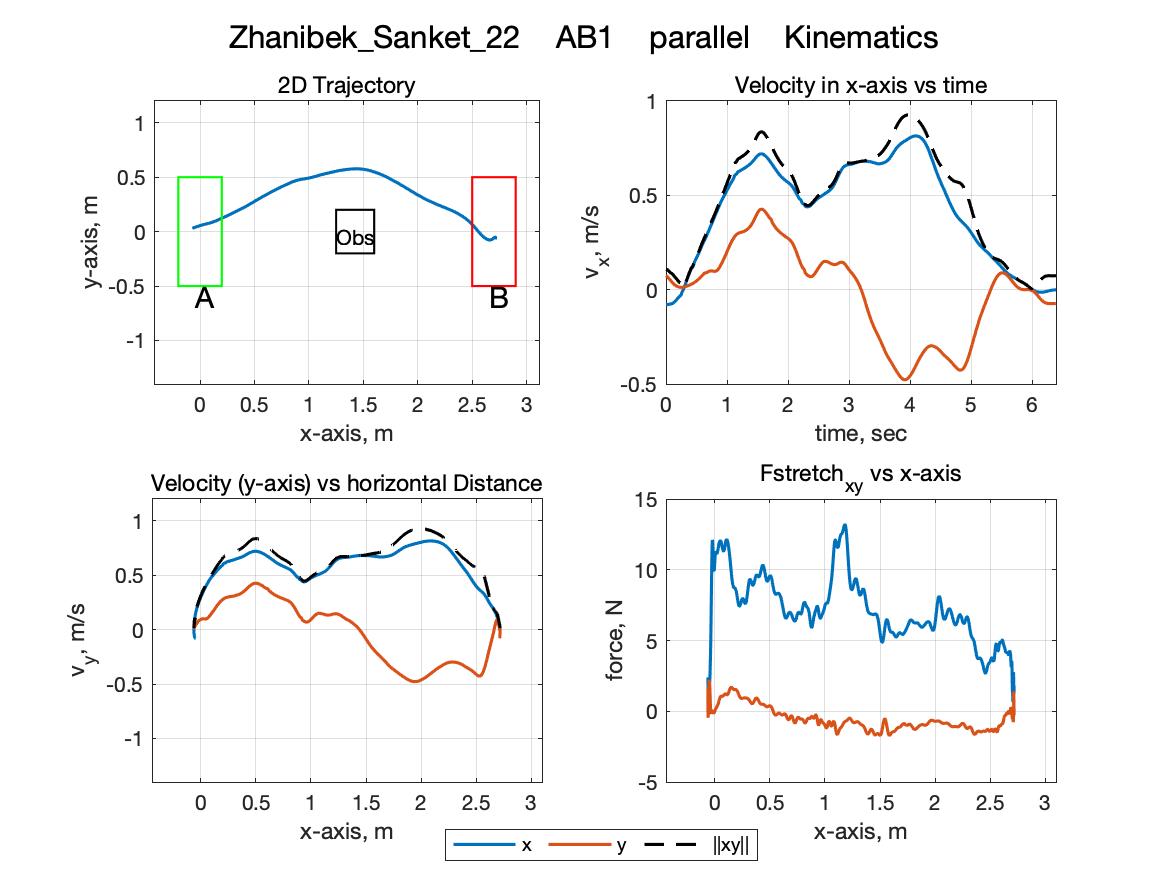 Zhanibek_Sanket_22 AB1 parallel Kinematics
2D Trajectory
1
0.5
0
-0.5
-1
y-axis, m
Obs
A
B
0 0.5 1 1.5 2 2.5 3
x-axis, m
Velocity in x-axis vs time
1
0.5
0
-0.5
v_x, m/s
0 1 2 3 4 5 6
time, sec
Velocity (y-axis) vs horizontal Distance
1
0.5
0
-0.5
-1
v_y, m/s
0 0.5 1 1.5 2 2.5 3
x-axis, m
Fstretch_xy vs x-axis
15
10
5
0
-5
force, N
0 0.5 1 1.5 2 2.5 3
x-axis, m
x y ||xy||